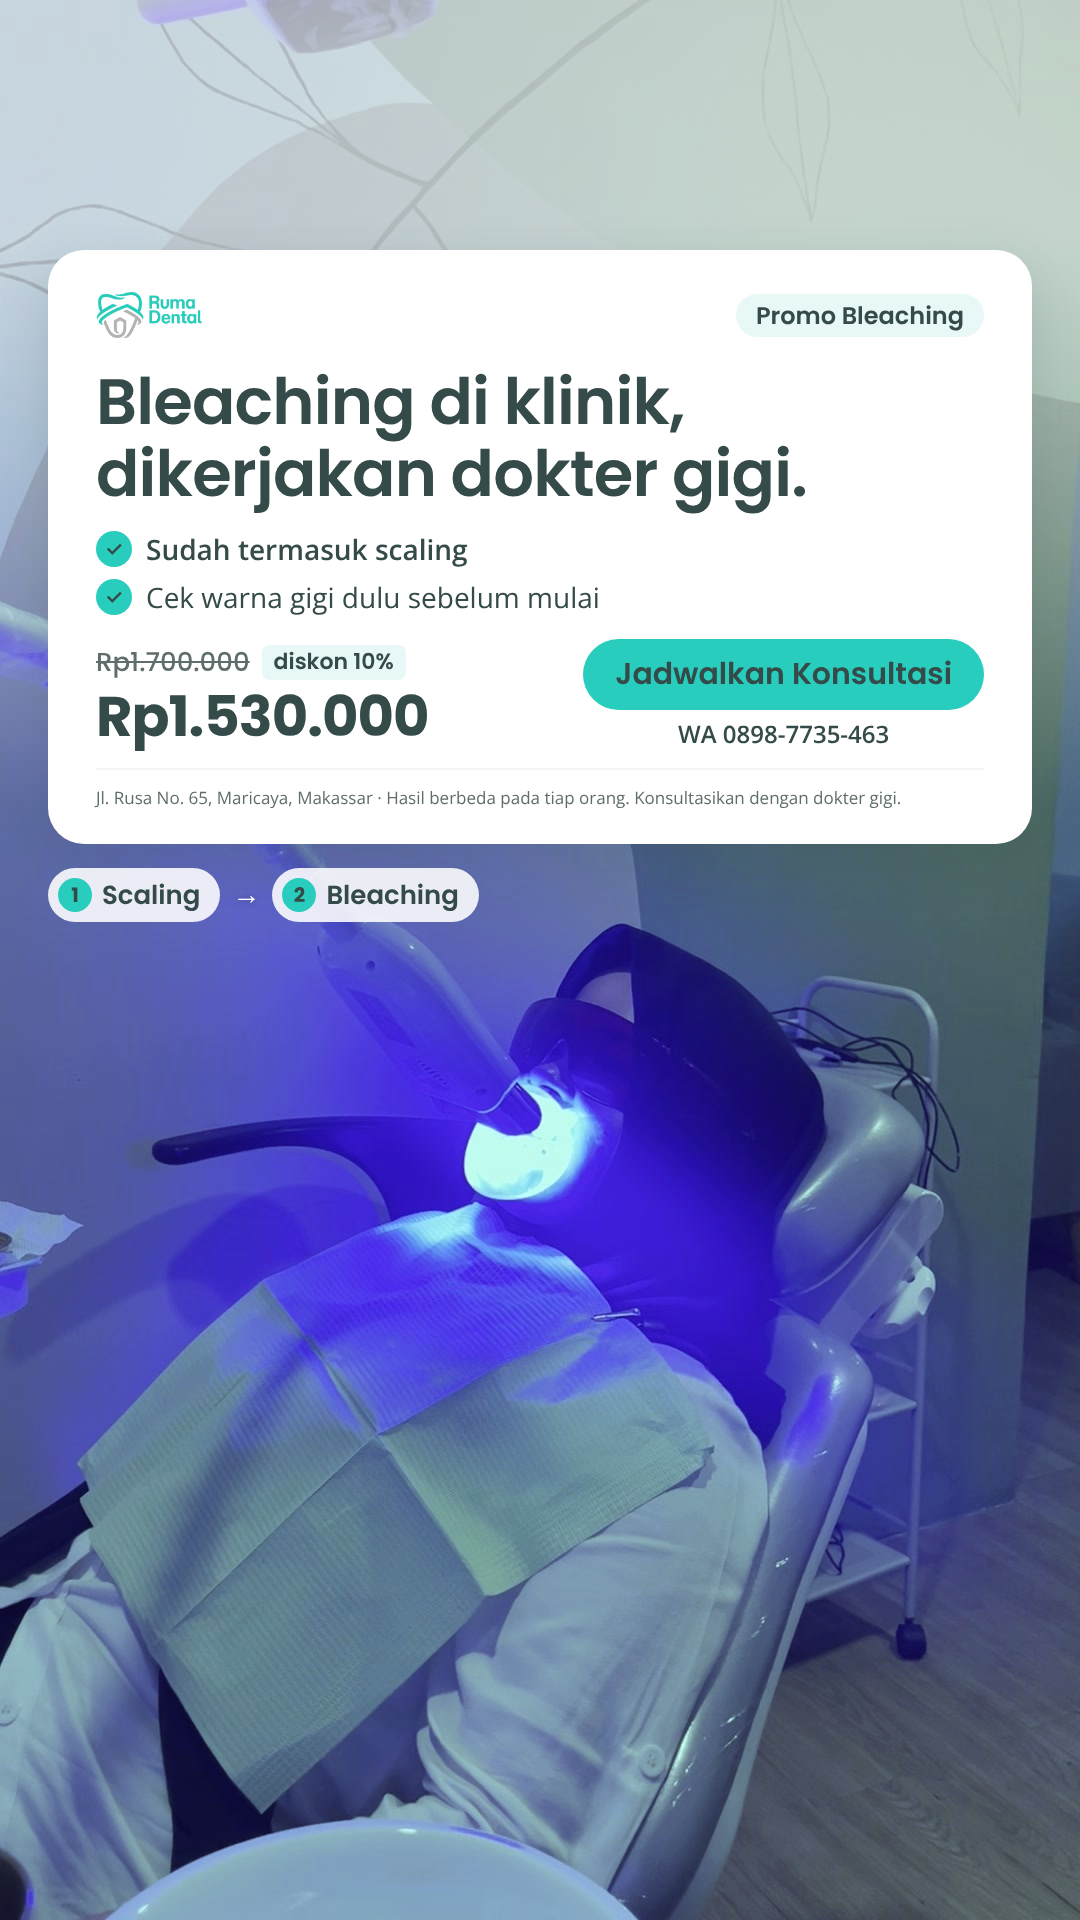 Ruma
Dental
Promo Bleaching
Bleaching di klinik,
dikerjakan dokter gigi.
Sudah termasuk scaling
Cek warna gigi dulu sebelum mulai
Rp1.700.000 diskon 10%
Rp1.530.000
Jadwalkan Konsultasi
WA 0898-7735-463
Jl. Rusa No. 65, Maricaya, Makassar · Hasil berbeda pada tiap orang. Konsultasikan dengan dokter gigi.
1 Scaling → 2 Bleaching